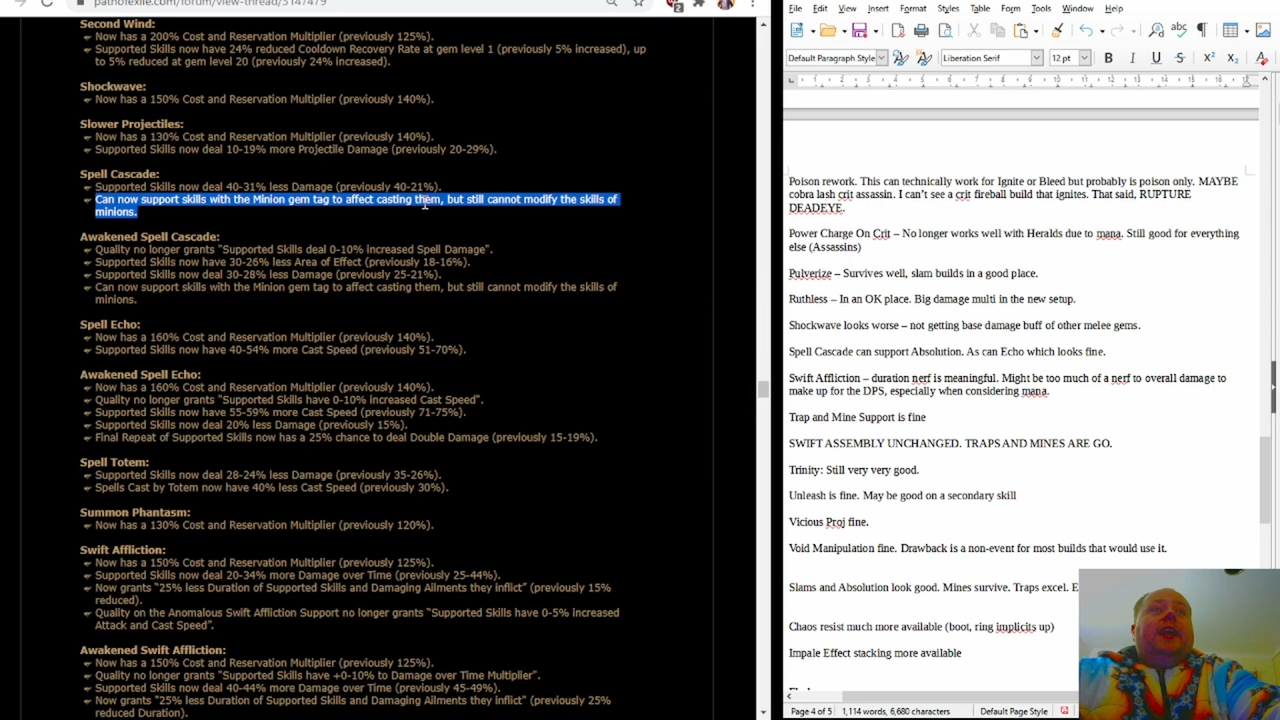 pathofexile.com/forum/view-thread/3147479
2
Second Wind:
Now has a 200% Cost and Reservation Multiplier (previously 125%).
Supported Skills now have 24% reduced Cooldown Recovery Rate at gem level 1 (previously 5% increased), up
to 5% reduced at gem level 20 (previously 24% increased).
Shockwave:
Now has a 150% Cost and Reservation Multiplier (previously 140%).
Slower Projectiles:
Now has a 130% Cost and Reservation Multiplier (previously 140%).
Supported Skills now deal 10-19% more Projectile Damage (previously 20-29%).
Spell Cascade:
Supported Skills now deal 40-31% less Damage (previously 40-21%).
Can now support skills with the Minion gem tag to affect casting them, but still cannot modify the skills of
minions.
Awakened Spell Cascade:
Quality no longer grants "Supported Skills deal 0-10% increased Spell Damage".
Supported Skills now have 30-26% less Area of Effect (previously 18-16%).
Supported Skills now deal 30-28% less Damage (previously 25-21%).
Can now support skills with the Minion gem tag to affect casting them, but still cannot modify the skills of
minions.
Spell Echo:
Now has a 160% Cost and Reservation Multiplier (previously 140%).
Supported Skills now have 40-54% more Cast Speed (previously 51-70%).
Awakened Spell Echo:
Now has a 160% Cost and Reservation Multiplier (previously 140%).
Quality no longer grants "Supported Skills have 0-10% increased Cast Speed".
Supported Skills now have 55-59% more Cast Speed (previously 71-75%).
Supported Skills now deal 20% less Damage (previously 15%).
Final Repeat of Supported Skills now has a 25% chance to deal Double Damage (previously 15-19%).
Spell Totem:
Supported Skills now deal 28-24% less Damage (previously 35-26%).
Spells Cast by Totem now have 40% less Cast Speed (previously 30%).
Summon Phantasm:
Now has a 130% Cost and Reservation Multiplier (previously 120%).
Swift Affliction:
Now has a 150% Cost and Reservation Multiplier (previously 125%).
Supported Skills now deal 20-34% more Damage over Time (previously 25-44%).
Now grants "25% less Duration of Supported Skills and Damaging Ailments they inflict" (previously 15%
reduced).
Quality on the Anomalous Swift Affliction Support no longer grants "Supported Skills have 0-5% increased
Attack and Cast Speed".
Awakened Swift Affliction:
Now has a 150% Cost and Reservation Multiplier (previously 125%).
Quality no longer grants "Supported Skills have +0-10% to Damage over Time Multiplier".
Supported Skills now deal 40-44% more Damage over Time (previously 45-49%).
Now grants "25% less Duration of Supported Skills and Damaging Ailments they inflict" (previously 25%
reduced Duration).
File Edit View Insert Format Styles Table Form Tools Window Help
Default Paragraph Style Liberation Serif 12 pt
Poison rework. This can technically work for Ignite or Bleed but probably is poison only. MAYBE
cobra lash crit assassin. I can't see a crit fireball build that ignites. That said, RUPTURE
DEADEYE.
Power Charge On Crit – No longer works well with Heralds due to mana. Still good for everything
else (Assassins)
Pulverize – Survives well, slam builds in a good place.
Ruthless – In an OK place. Big damage multi in the new setup.
Shockwave looks worse – not getting base damage buff of other melee gems.
Spell Cascade can support Absolution. As can Echo which looks fine.
Swift Affliction – duration nerf is meaningful. Might be too much of a nerf to overall damage to
make up for the DPS, especially when considering mana.
Trap and Mine Support is fine
SWIFT ASSEMBLY UNCHANGED. TRAPS AND MINES ARE GO.
Trinity: Still very very good.
Unleash is fine. May be good on a secondary skill
Vicious Proj fine.
Void Manipulation fine. Drawback is a non-event for most builds that would use it.
Slams and Absolution look good. Mines survive. Traps excel. E
Chaos resist much more available (boot, ring implicits up)
Impale Effect stacking more available
Page 4 of 5 1,114 words, 6,680 characters Default Page Style